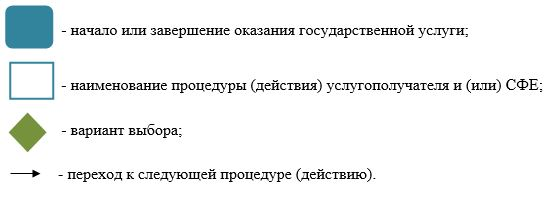 - начало или завершение оказания государственной услуги;
- наименование процедуры (действия) услугополучателя и (или) СФЕ;
- вариант выбора;
- переход к следующей процедуре (действию).